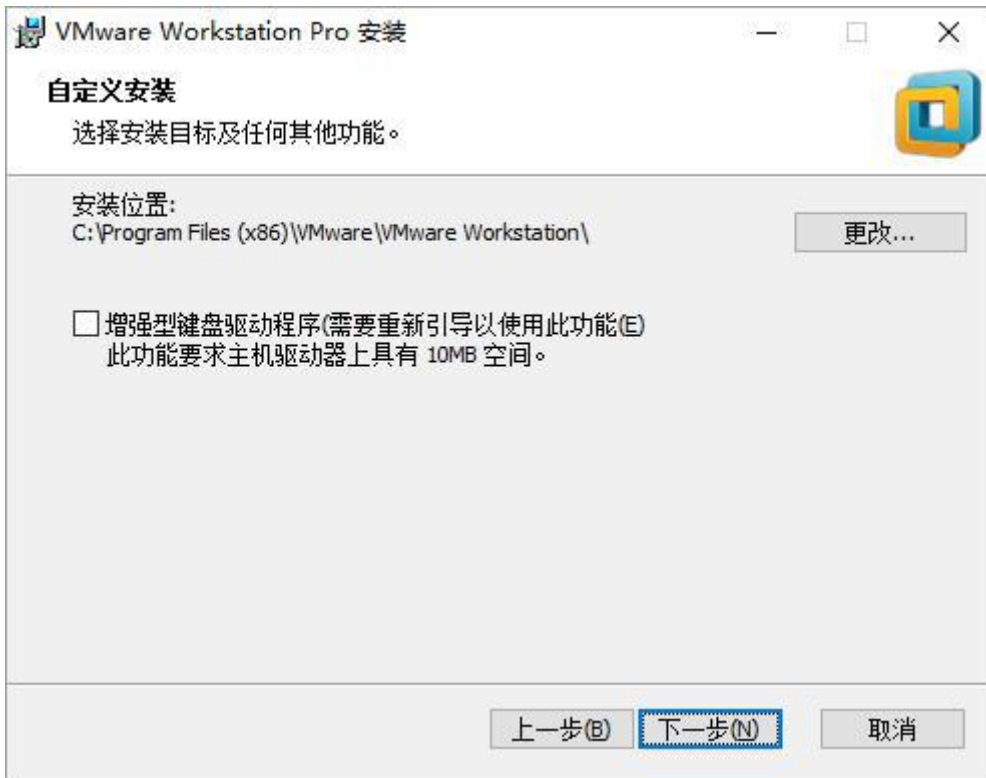 VMware Workstation Pro 安装
自定义安装
选择安装目标及任何其他功能。
安装位置:
C:\Program Files (x86)\VMware\VMware Workstation\
更改...
增强型键盘驱动程序(需要重新引导以使用此功能(E)
此功能要求主机驱动器上具有 10MB 空间。
上一步(B) 下一步(N) 取消